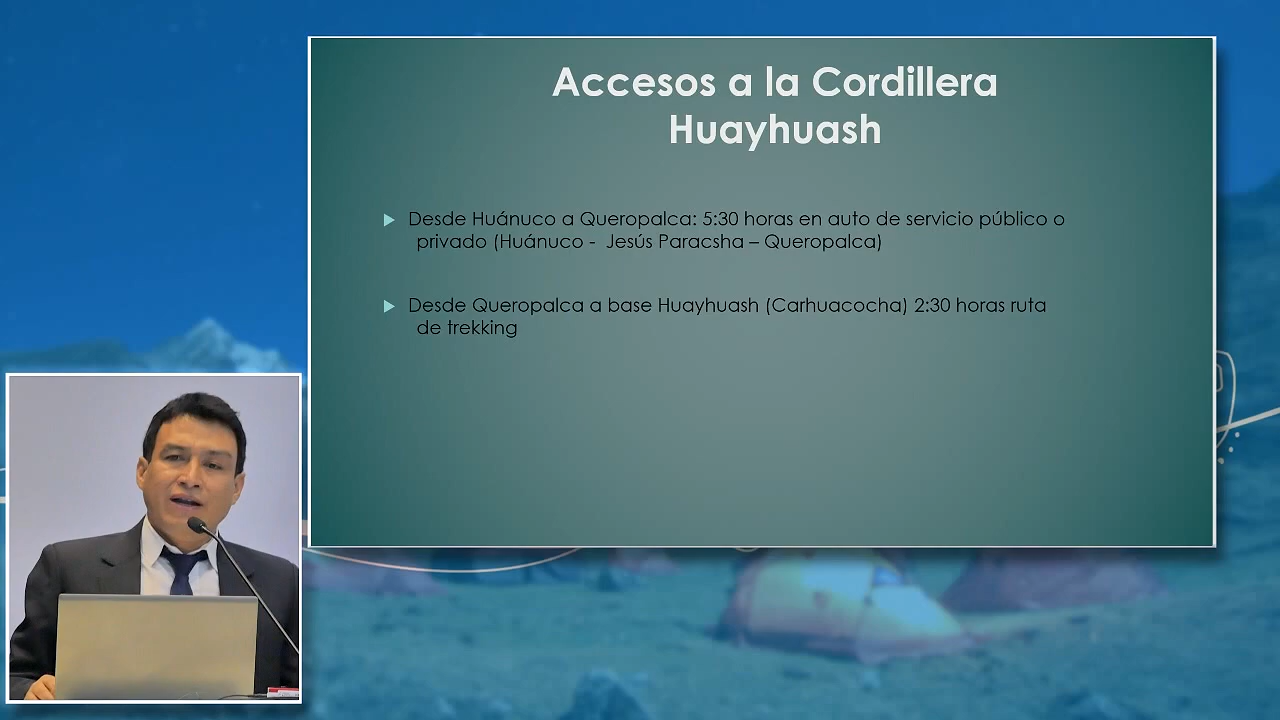 Accesos a la Cordillera
Huayhuash
Desde Huánuco a Queropalca: 5:30 horas en auto de servicio público o
privado (Huánuco - Jesús Paracsha – Queropalca)
Desde Queropalca a base Huayhuash (Carhuacocha) 2:30 horas ruta
de trekking